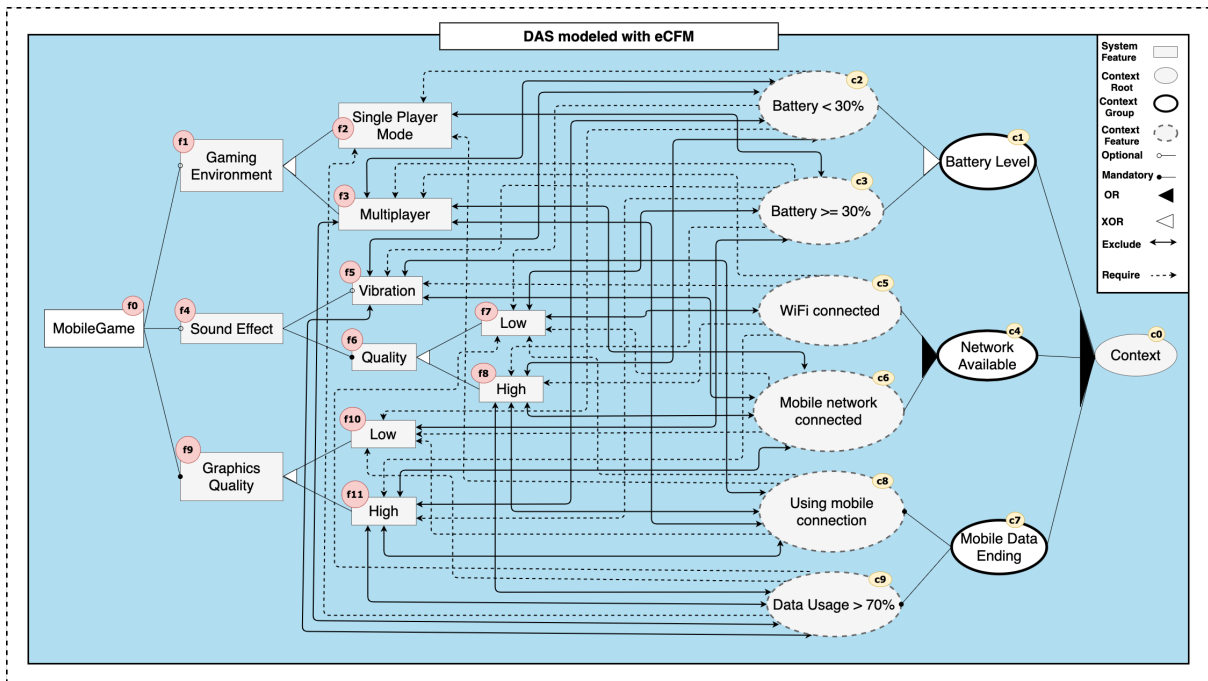 DAS modeled with eCFM
System
Feature
Context
Root
Context
Group
Context
Feature
Optional
Mandatory
OR
XOR
Exclude
Require
f0
MobileGame
f1
Gaming
Environment
f2
Single Player
Mode
f3
Multiplayer
f4
Sound Effect
f5
Vibration
f6
Quality
f7
Low
f8
High
f9
Graphics
Quality
f10
Low
f11
High
c2
Battery < 30%
c3
Battery >= 30%
c1
Battery Level
c5
WiFi connected
c6
Mobile network
connected
c4
Network
Available
c0
Context
c8
Using mobile
connection
c9
Data Usage > 70%
c7
Mobile Data
Ending